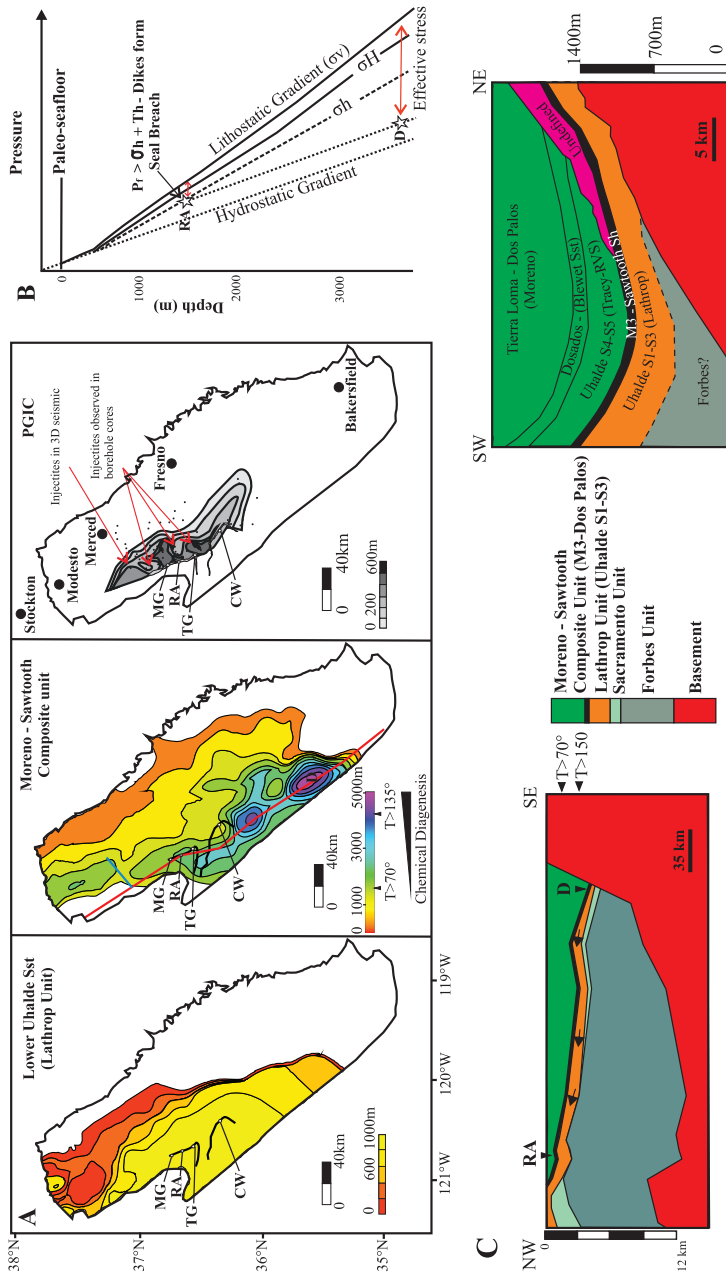 A
Lower Uhalde Sst
(Lathrop Unit)
38°N
37°N
36°N
35°N
121°W
120°W
119°W
MG
RA
TG
CW
0
40km
0
600
1000m
Moreno - Sawtooth
Composite unit
MG
RA
TG
CW
0
40km
0
1000
3000
5000m
T>70°
T>135°
Chemical Diagenesis
PGIC
Stockton
Modesto
Merced
Fresno
Bakersfield
Injectites in 3D seismic
Injectites observed in
borehole cores
MG
RA
TG
CW
0
40km
0
200
600m
B
Pressure
Paleo-seafloor
0
1000
2000
3000
Depth (m)
Pf > σh + Th - Dikes form
Seal Breach
RA
Lithostatic Gradient (σv)
σH
σh
Hydrostatic Gradient
D
Effective stress
C
NW
SE
RA
D
0
12 km
35 km
T>70°
T>150
Moreno - Sawtooth
Composite Unit (M3-Dos Palos)
Lathrop Unit (Uhalde S1-S3)
Sacramento Unit
Forbes Unit
Basement
SW
NE
Tierra Loma - Dos Palos
(Moreno)
Dosados - (Blewet Sst)
Uhalde S4-S5 (Tracy-RVS)
M3 - Sawtooth Sh
Uhalde S1-S3 (Lathrop)
Undefined
Forbes?
1400m
700m
0
5 km